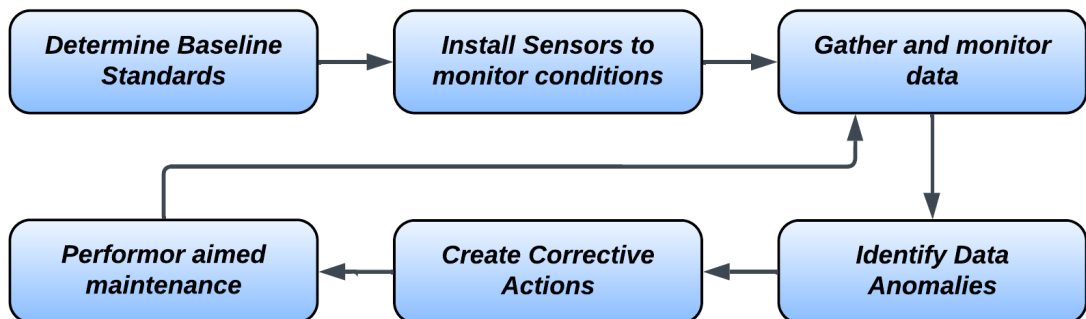 Determine Baseline
Standards
Install Sensors to
monitor conditions
Gather and monitor
data
Identify Data
Anomalies
Create Corrective
Actions
Performor aimed
maintenance